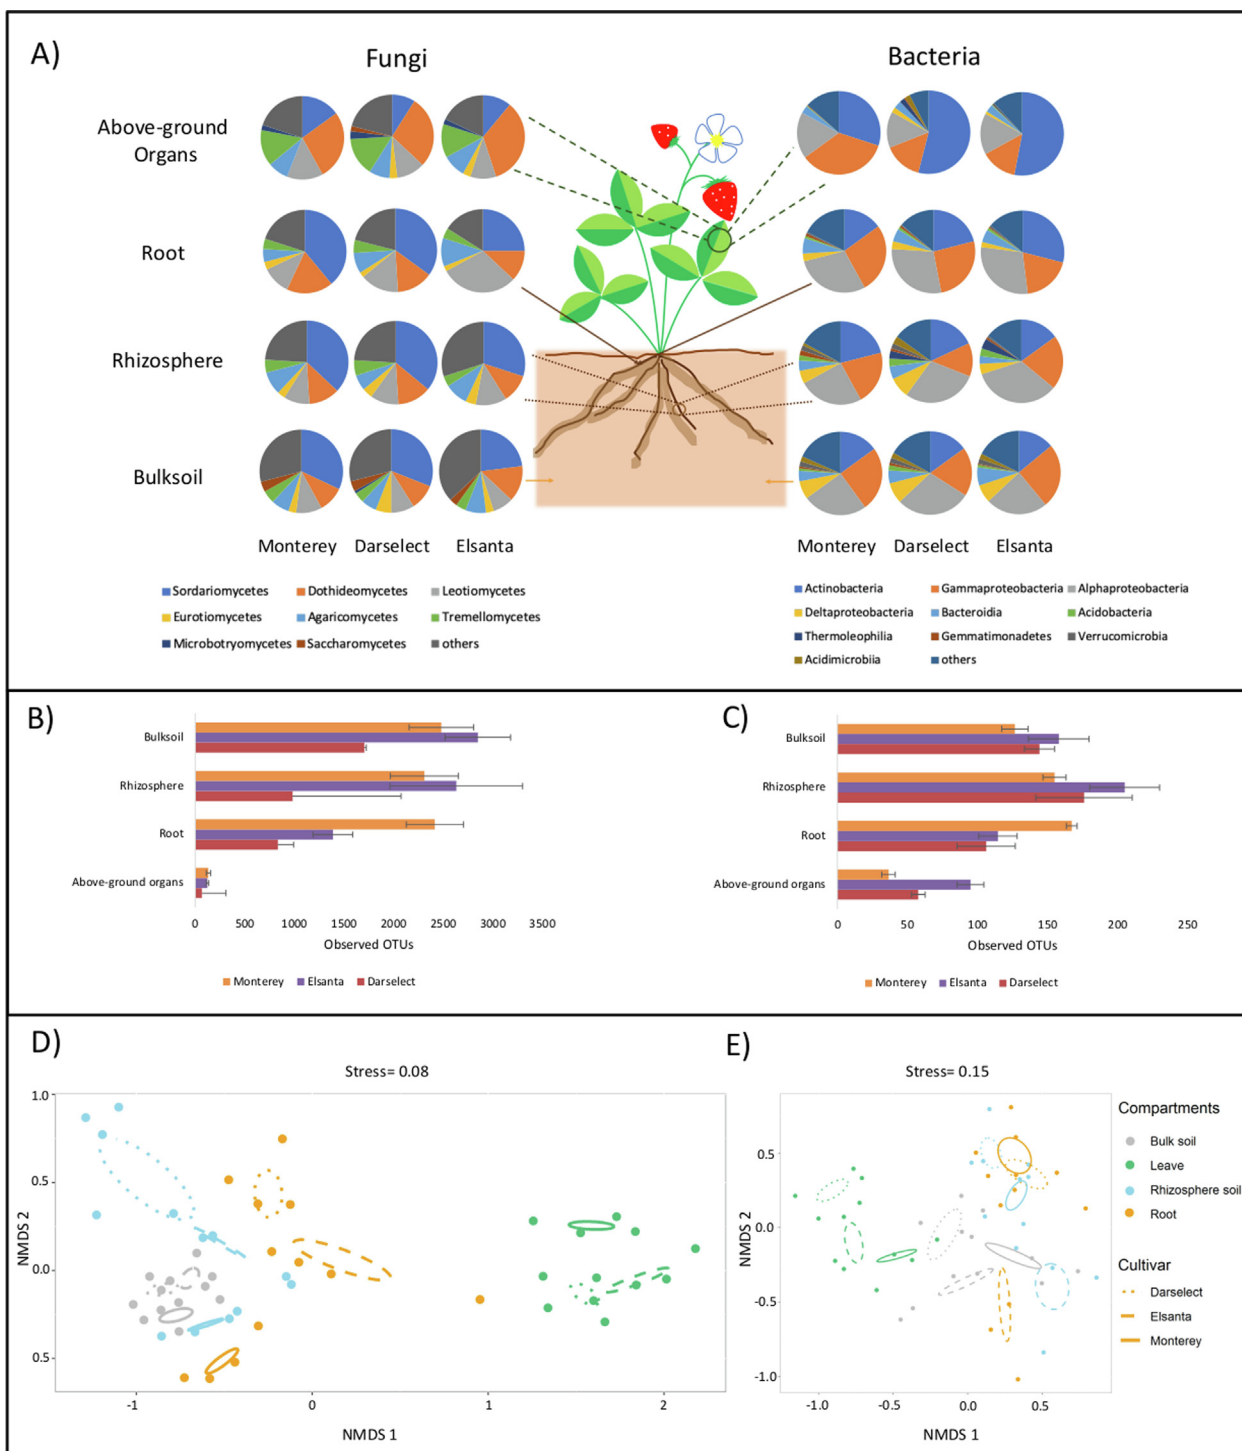 A)
Fungi
Bacteria
Above-ground
Organs
Root
Rhizosphere
Bulksoil
Monterey Darselect Elsanta
Monterey Darselect Elsanta
Sordariomycetes Dothideomycetes Leotiomycetes
Eurotiomycetes Agaricomycetes Tremellomycetes
Microbotryomycetes Saccharomycetes others
Actinobacteria Gammaproteobacteria Alphaproteobacteria
Deltaproteobacteria Bacteroidia Acidobacteria
Thermoleophilia Gemmatimonadetes Verrucomicrobia
Acidimicrobiia others
B)
Bulksoil
Rhizosphere
Root
Above-ground organs
0 500 1000 1500 2000 2500 3000 3500
Observed OTUs
Monterey Elsanta Darselect
C)
Bulksoil
Rhizosphere
Root
Above-ground organs
0 50 100 150 200 250
Observed OTUs
Monterey Elsanta Darselect
D)
Stress= 0.08
NMDS 2
1.0
0.5
0.0
0.5
-1 0 1 2
NMDS 1
E)
Stress= 0.15
NMDS 2
0.5
0.0
-0.5
-1.0
-1.0 -0.5 0.0 0.5
NMDS 1
Compartments
Bulk soil
Leave
Rhizosphere soil
Root
Cultivar
Darselect
Elsanta
Monterey